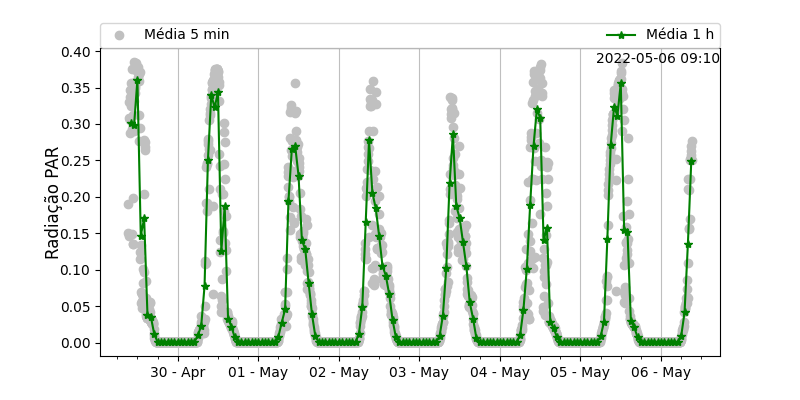 Média 5 min
Média 1 h
2022-05-06 09:10
Radiação PAR
0.40
0.35
0.30
0.25
0.20
0.15
0.10
0.05
0.00
30 - Apr
01 - May
02 - May
03 - May
04 - May
05 - May
06 - May